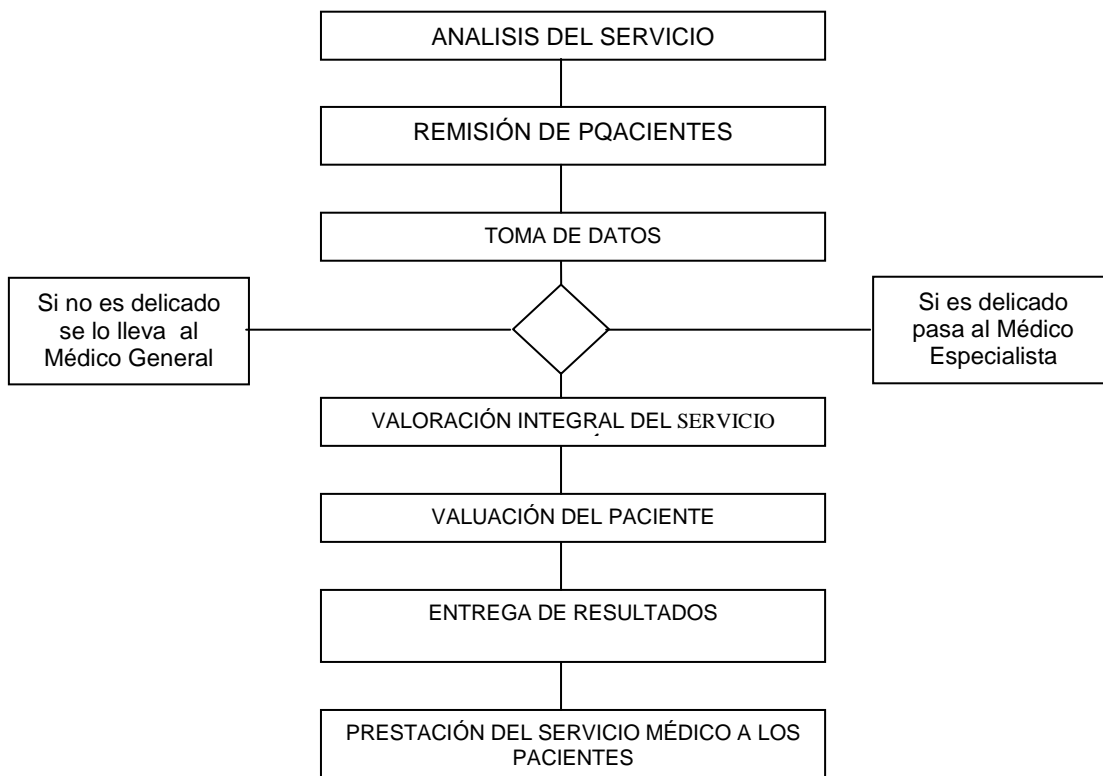 ANALISIS DEL SERVICIO
REMISIÓN DE PQACIENTES
TOMA DE DATOS
Si no es delicado
se lo lleva al
Médico General
Si es delicado
pasa al Médico
Especialista
VALORACIÓN INTEGRAL DEL SERVICIO
VALUACIÓN DEL PACIENTE
ENTREGA DE RESULTADOS
PRESTACIÓN DEL SERVICIO MÉDICO A LOS
PACIENTES